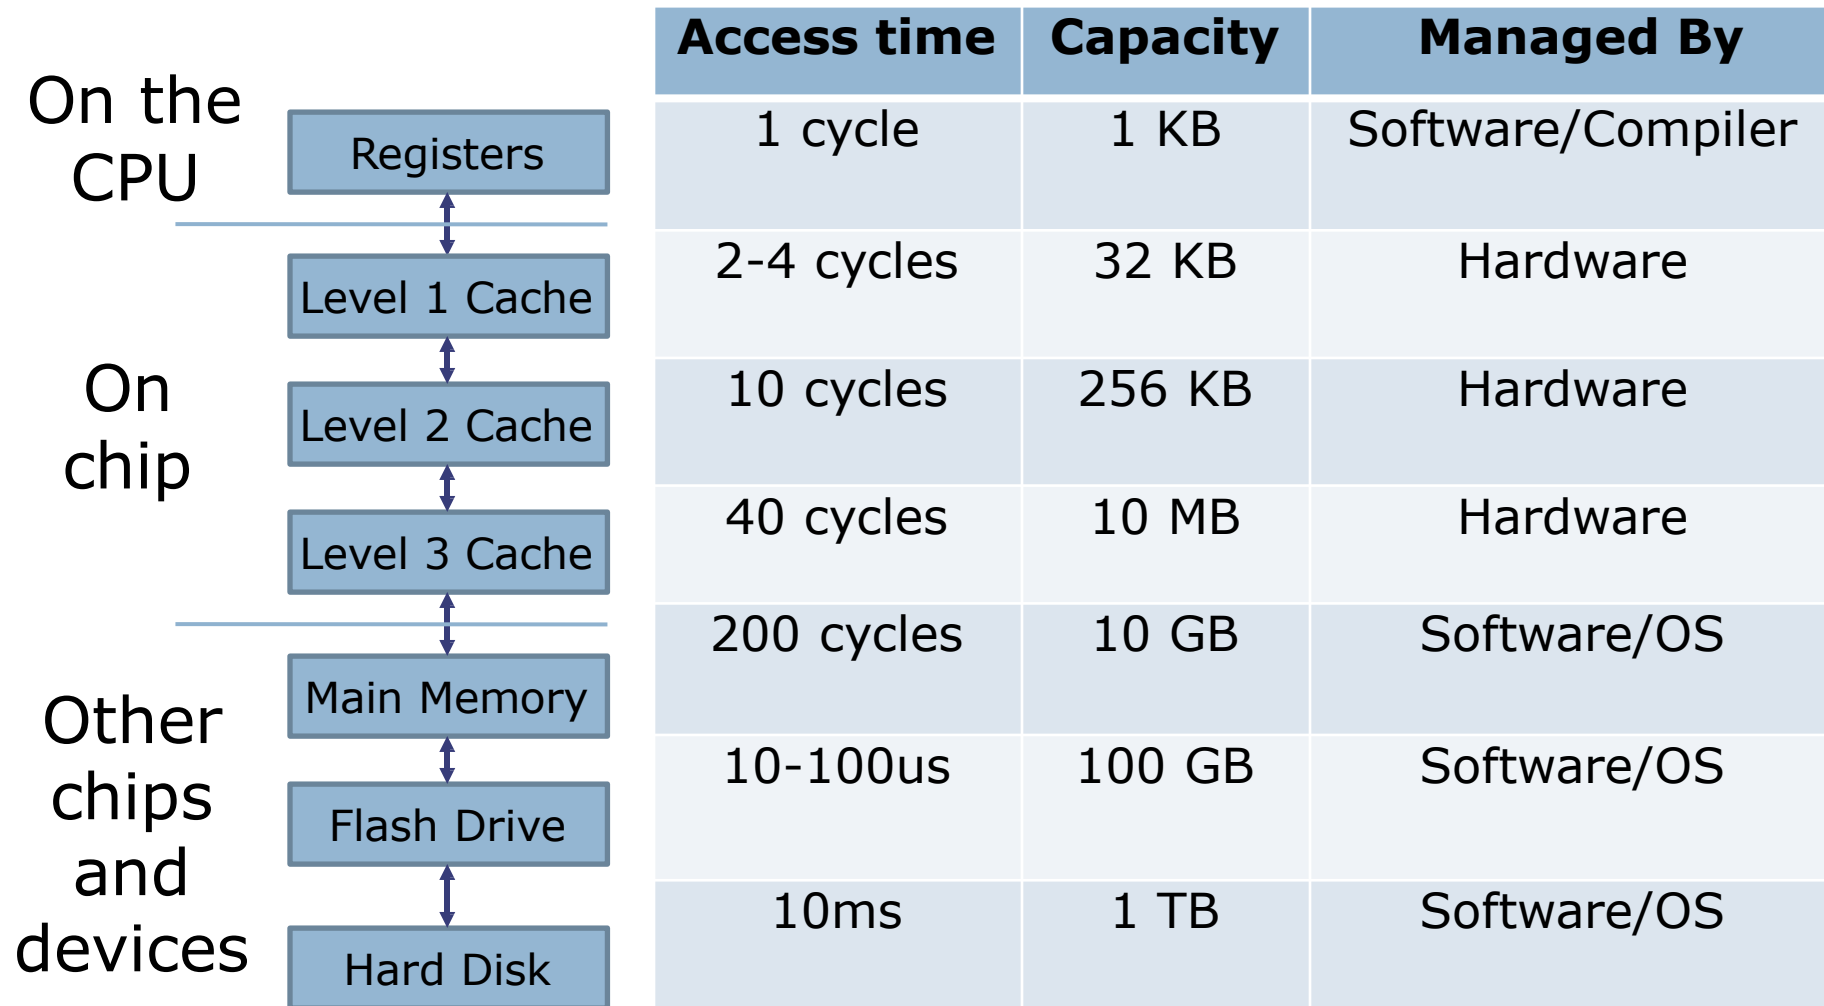 Access time Capacity Managed By
On the
CPU
Registers
1 cycle 1 KB Software/Compiler
Level 1 Cache
2-4 cycles 32 KB Hardware
On
chip
Level 2 Cache
10 cycles 256 KB Hardware
Level 3 Cache
40 cycles 10 MB Hardware
Other
chips
and
devices
Main Memory
200 cycles 10 GB Software/OS
Flash Drive
10-100us 100 GB Software/OS
Hard Disk
10ms 1 TB Software/OS